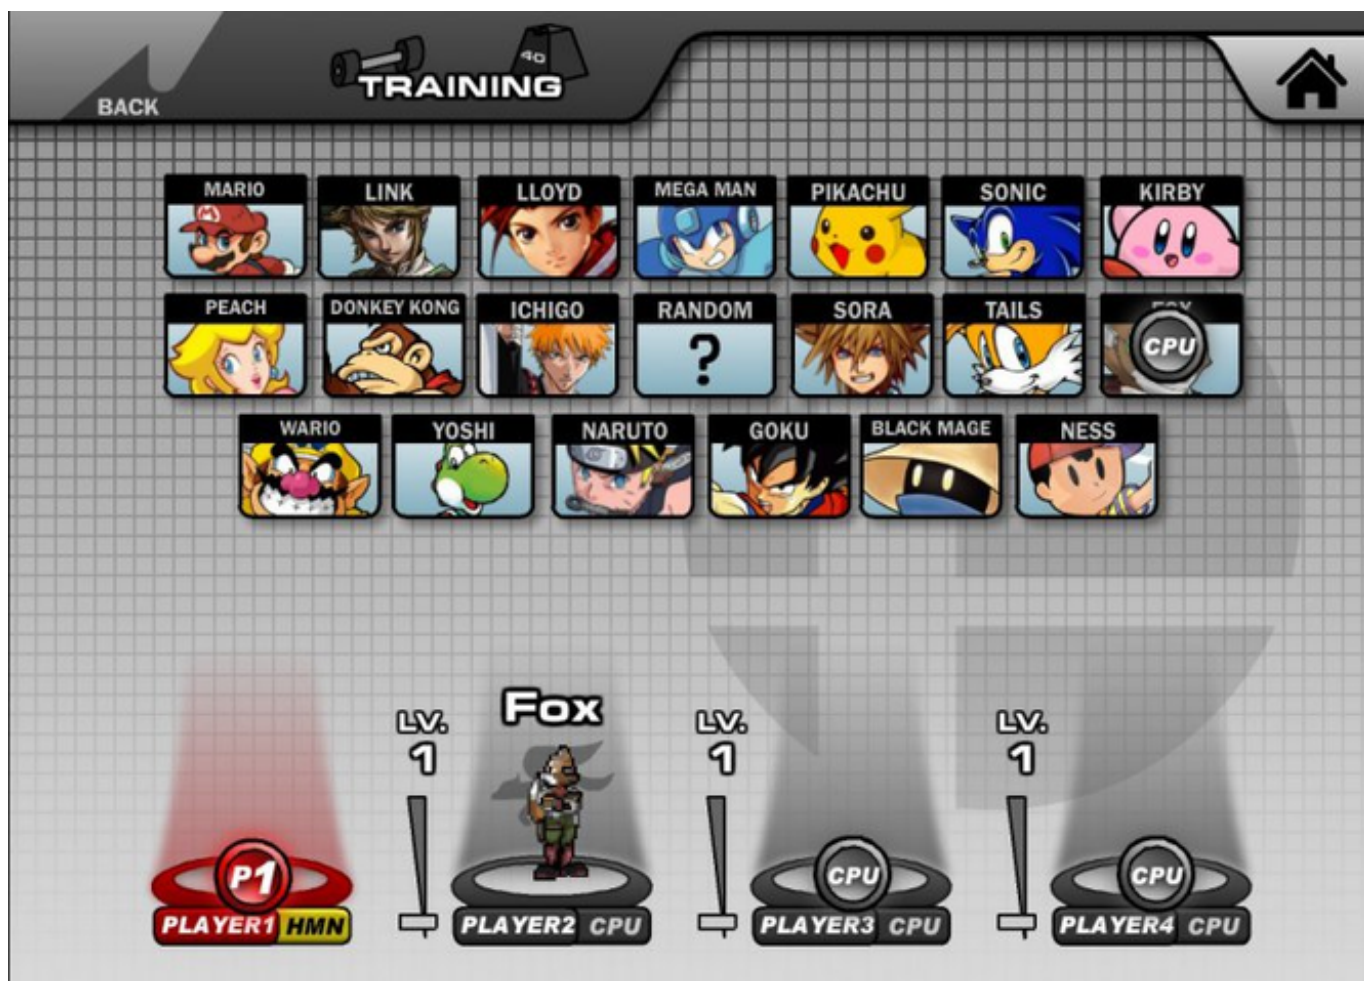 40
TRAINING
BACK
MARIO LINK LLOYD MEGA MAN PIKACHU SONIC KIRBY
PEACH DONKEY KONG ICHIGO RANDOM SORA TAILS FOX
?
CPU
WARIO YOSHI NARUTO GOKU BLACK MAGE NESS
Fox
LV. LV. LV.
1 1 1
P1 CPU CPU
PLAYER1 HMN PLAYER2 CPU PLAYER3 CPU PLAYER4 CPU